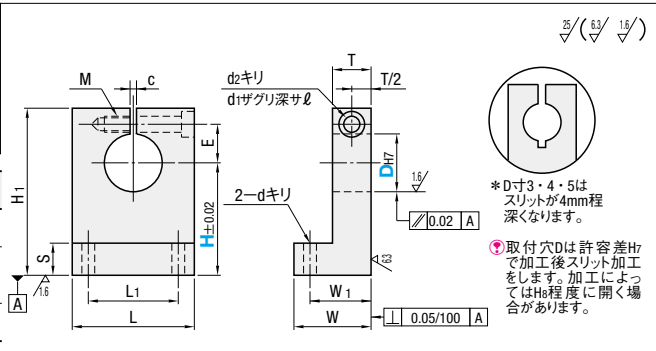 25 ( 6.3 1.6 )
M
c
d2キリ
d1ザグリ深サℓ
T
T/2
E
H1
H±0.02
DH7
1.6
// 0.02 A
2−dキリ
S
1.6
A
L1
L
6.3
W1
W
⊥ 0.05/100 A
＊D寸3・4・5は
スリットが4mm程
深くなります。
取付穴Dは許容差H7
で加工後スリット加工
をします。加工によっ
てはH8程度に開く場
合があります。